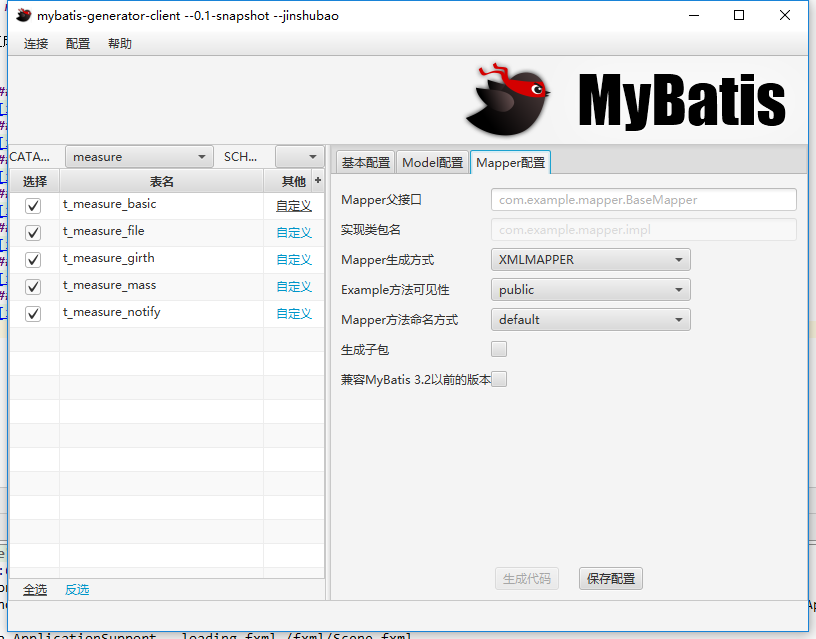 mybatis-generator-client --0.1-snapshot --jinshubao
连接 配置 帮助
MyBatis
CATA... measure SCH...
选择 表名 其他 +
t_measure_basic 自定义
t_measure_file 自定义
t_measure_girth 自定义
t_measure_mass 自定义
t_measure_notify 自定义
全选 反选
基本配置 Model配置 Mapper配置
Mapper父接口 com.example.mapper.BaseMapper
实现类包名 com.example.mapper.impl
Mapper生成方式 XMLMAPPER
Example方法可见性 public
Mapper方法命名方式 default
生成子包
兼容MyBatis 3.2以前的版本
生成代码 保存配置